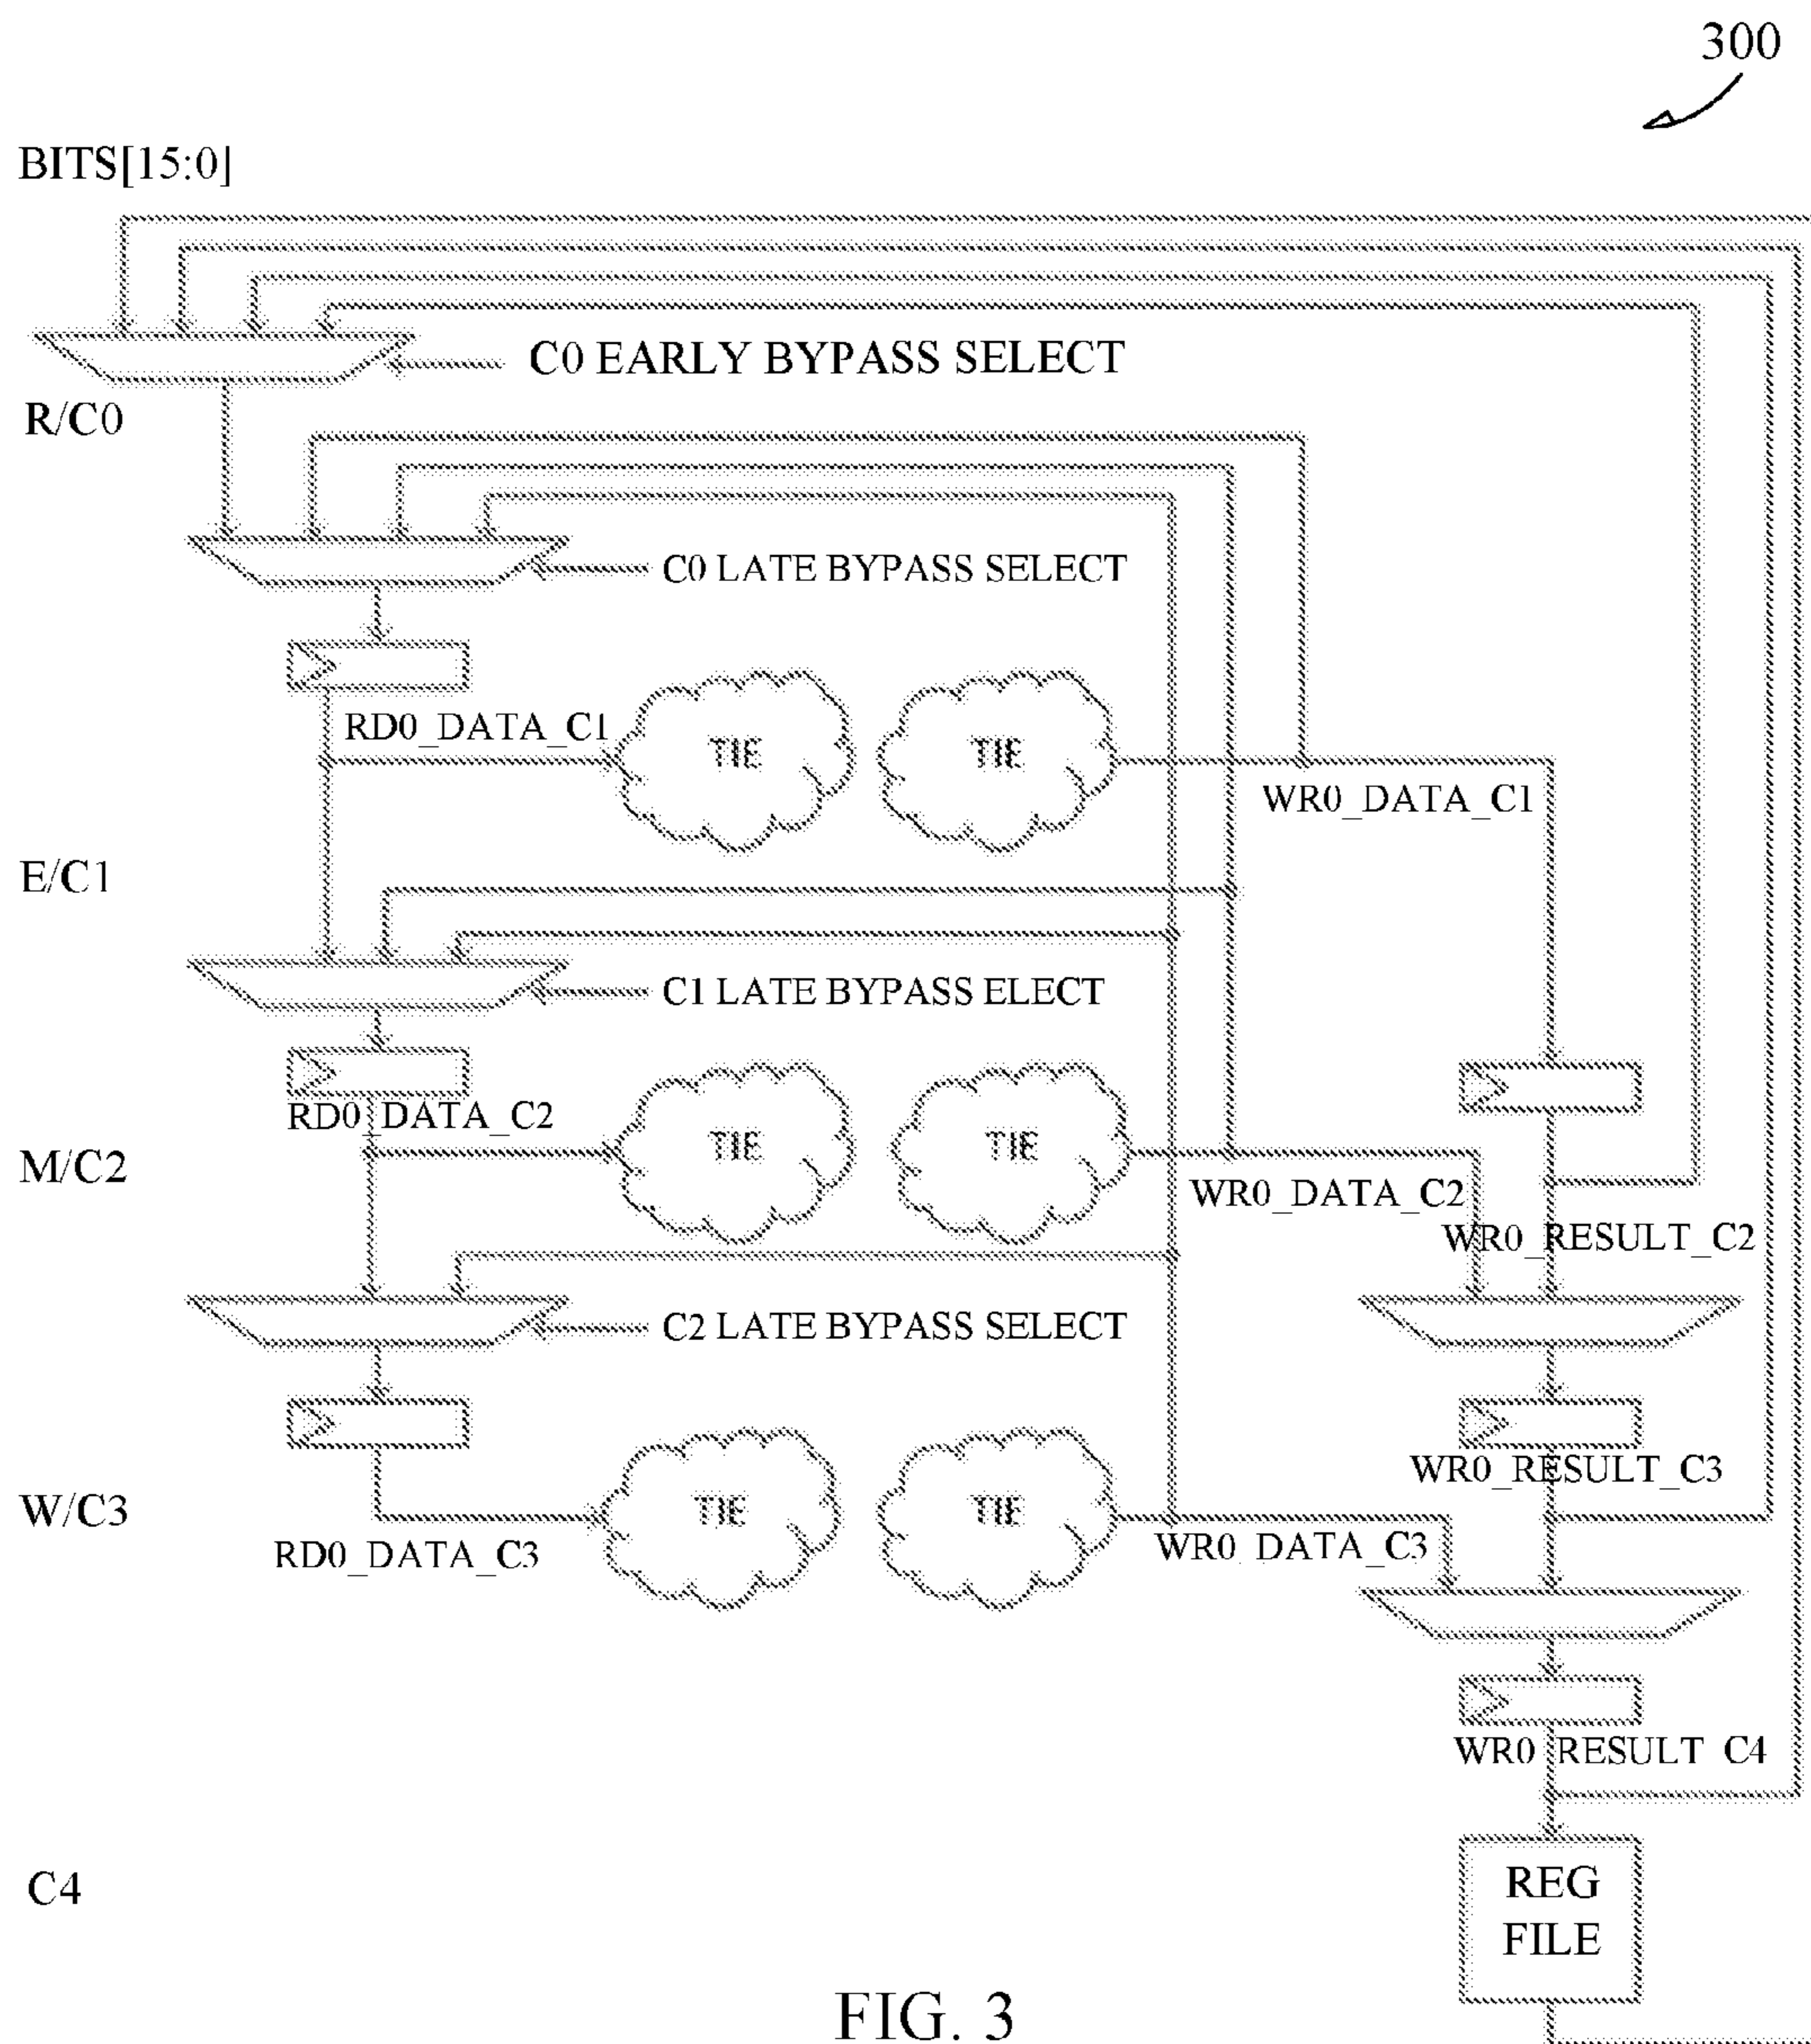 300
BITS[15:0]
C0 EARLY BYPASS SELECT
R/C0
C0 LATE BYPASS SELECT
RD0_DATA_C1
TIE
TIE
WR0_DATA_C1
E/C1
C1 LATE BYPASS ELECT
RD0_DATA_C2
TIE
TIE
M/C2
WR0_DATA_C2
WR0_RESULT_C2
C2 LATE BYPASS SELECT
WR0_RESULT_C3
W/C3
TIE
TIE
RD0_DATA_C3
WR0_DATA_C3
WR0_RESULT_C4
C4
REG
FILE
FIG. 3